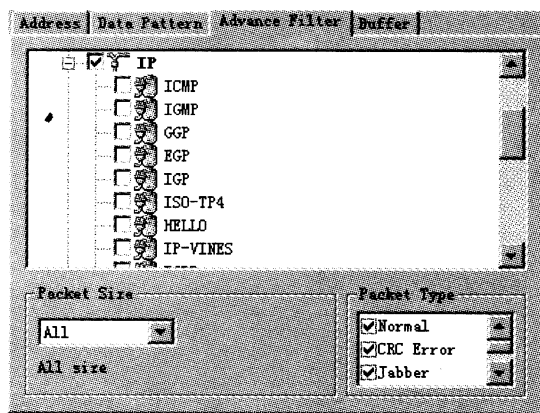 Address Data Pattern Advance Filter Buffer
IP
ICMP
IGMP
GGP
EGP
IGP
ISO-TP4
HELLO
IP-VINES
Packet Size
All
All size
Packet Type
Normal
CRC Error
Jabber